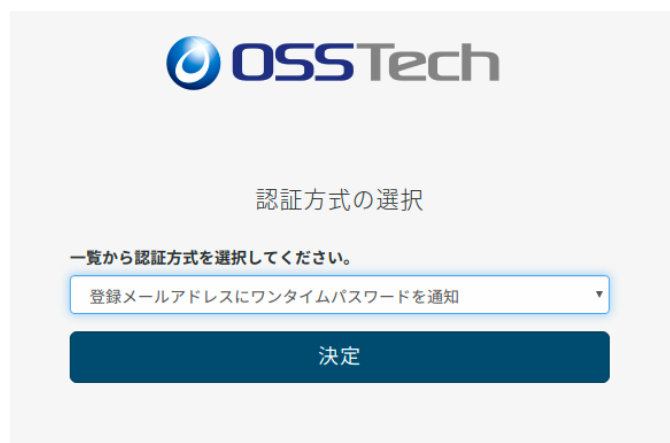 OSSTech
認証方式の選択
一覧から認証方式を選択してください。
登録メールアドレスにワンタイムパスワードを通知
決定